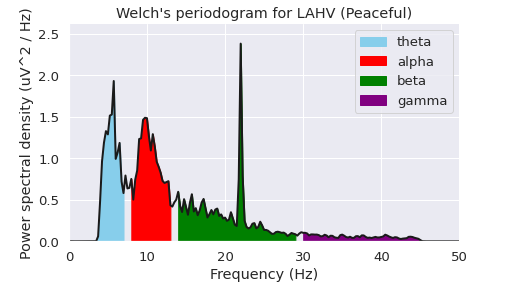 Welch's periodogram for LAHV (Peaceful)
Power spectral density (uV^2 / Hz)
2.5
2.0
1.5
1.0
0.5
0.0
theta
alpha
beta
gamma
0 10 20 30 40 50
Frequency (Hz)